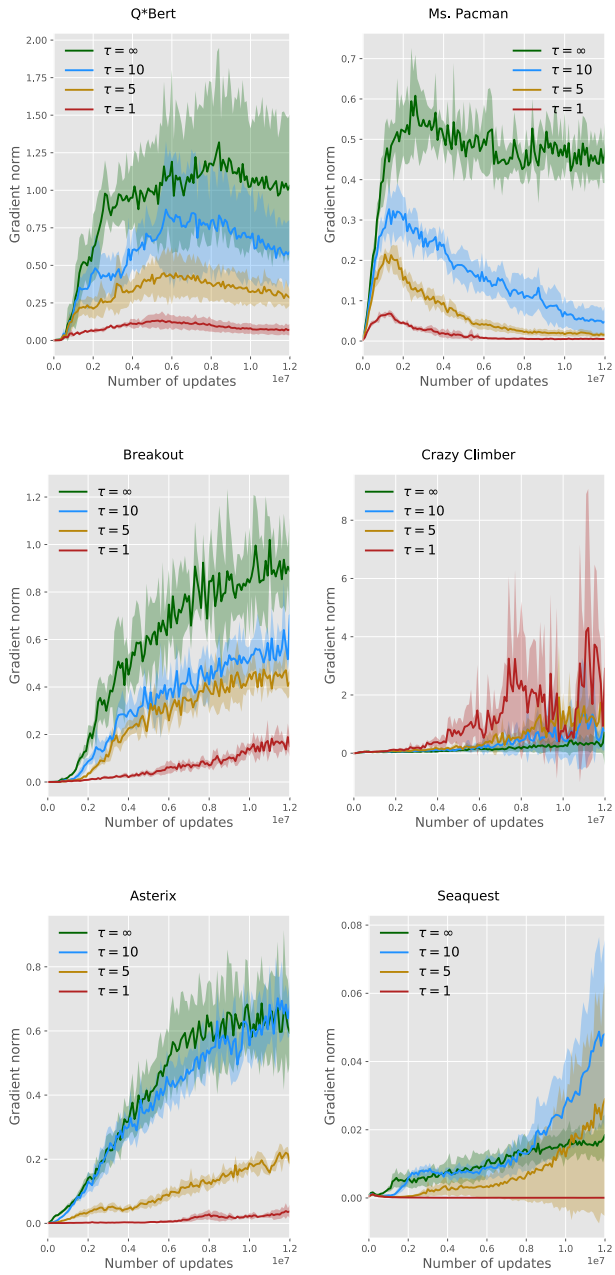 Q*Bert
2.00
1.75
1.50
1.25
1.00
0.75
0.50
0.25
0.00
Gradient norm
τ = ∞
τ = 10
τ = 5
τ = 1
0.0 0.2 0.4 0.6 0.8 1.0 1.2
1e7
Number of updates
Ms. Pacman
0.7
0.6
0.5
0.4
0.3
0.2
0.1
0.0
Gradient norm
τ = ∞
τ = 10
τ = 5
τ = 1
0.0 0.2 0.4 0.6 0.8 1.0 1.2
1e7
Number of updates
Breakout
1.2
1.0
0.8
0.6
0.4
0.2
0.0
Gradient norm
τ = ∞
τ = 10
τ = 5
τ = 1
0.0 0.2 0.4 0.6 0.8 1.0 1.2
1e7
Number of updates
Crazy Climber
8
6
4
2
0
Gradient norm
τ = ∞
τ = 10
τ = 5
τ = 1
0.0 0.2 0.4 0.6 0.8 1.0 1.2
1e7
Number of updates
Asterix
0.8
0.6
0.4
0.2
0.0
Gradient norm
τ = ∞
τ = 10
τ = 5
τ = 1
0.0 0.2 0.4 0.6 0.8 1.0 1.2
1e7
Number of updates
Seaquest
0.08
0.06
0.04
0.02
0.00
Gradient norm
τ = ∞
τ = 10
τ = 5
τ = 1
0.0 0.2 0.4 0.6 0.8 1.0 1.2
1e7
Number of updates